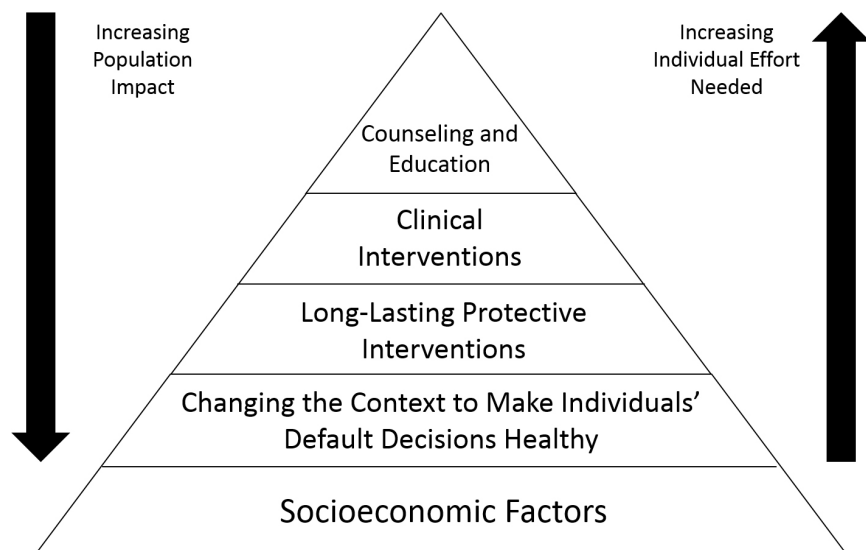 Increasing
Population
Impact
Increasing
Individual Effort
Needed
Counseling and
Education
Clinical
Interventions
Long-Lasting Protective
Interventions
Changing the Context to Make Individuals’
Default Decisions Healthy
Socioeconomic Factors